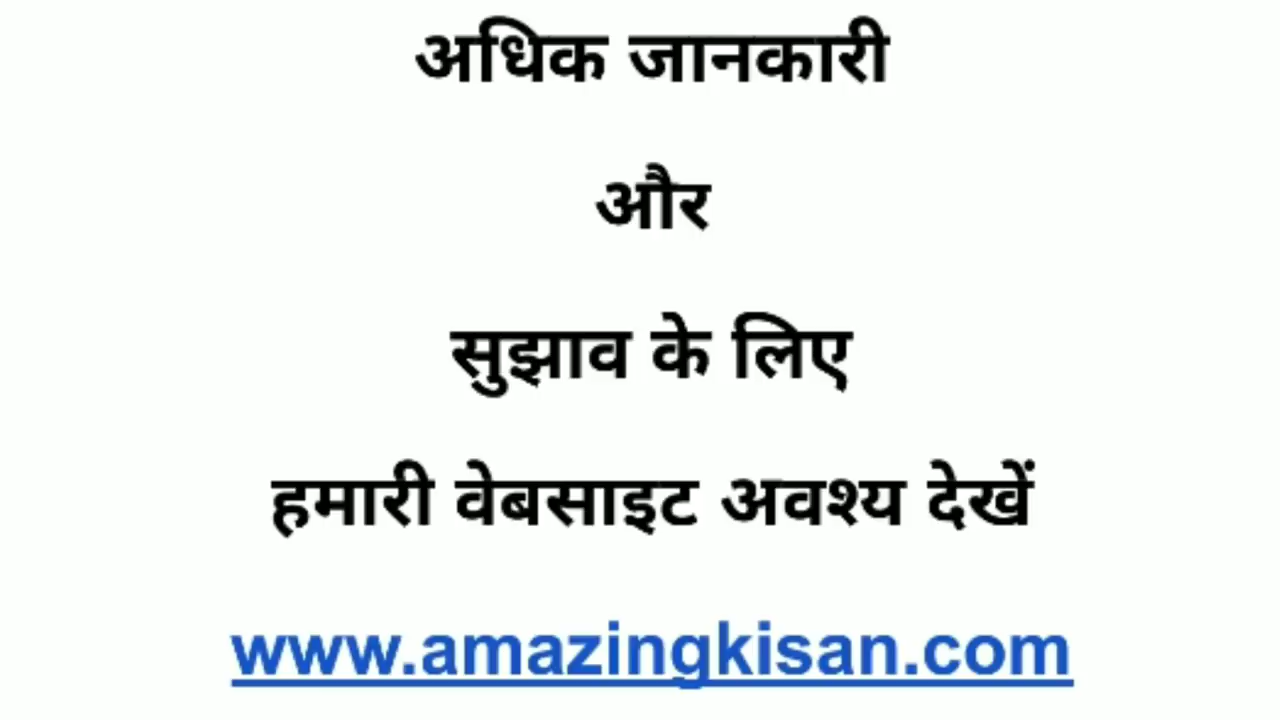 अधिक जानकारी
और
सुझाव के लिए
हमारी वेबसाइट अवश्य देखें
www.amazingkisan.com